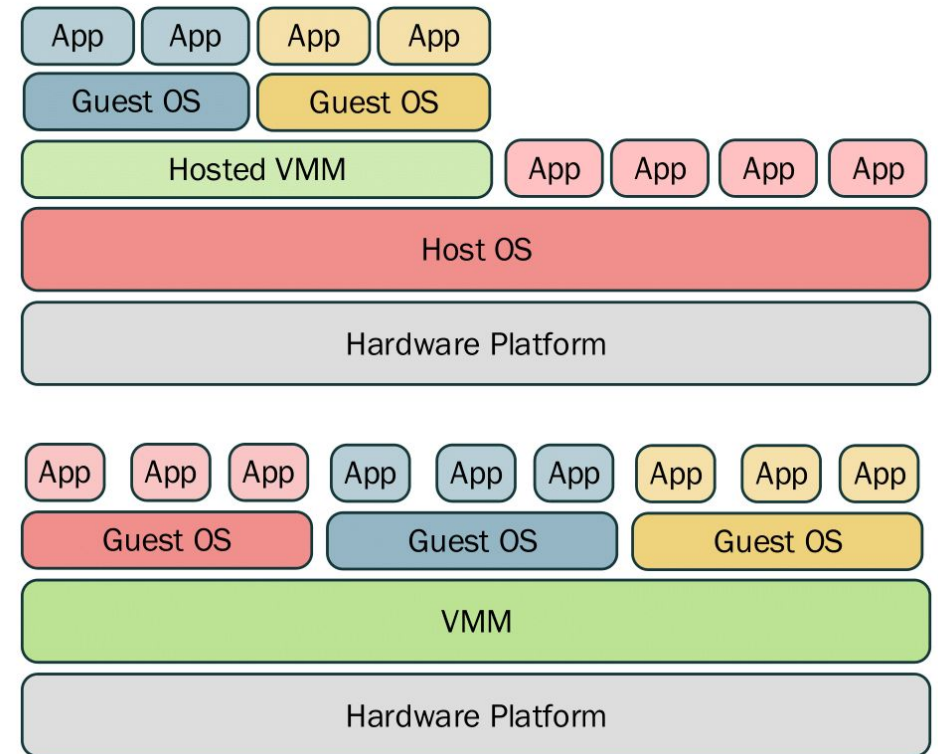 App App App App
Guest OS Guest OS
Hosted VMM App App App App
Host OS
Hardware Platform
App App App App App App App App App
Guest OS Guest OS Guest OS
VMM
Hardware Platform